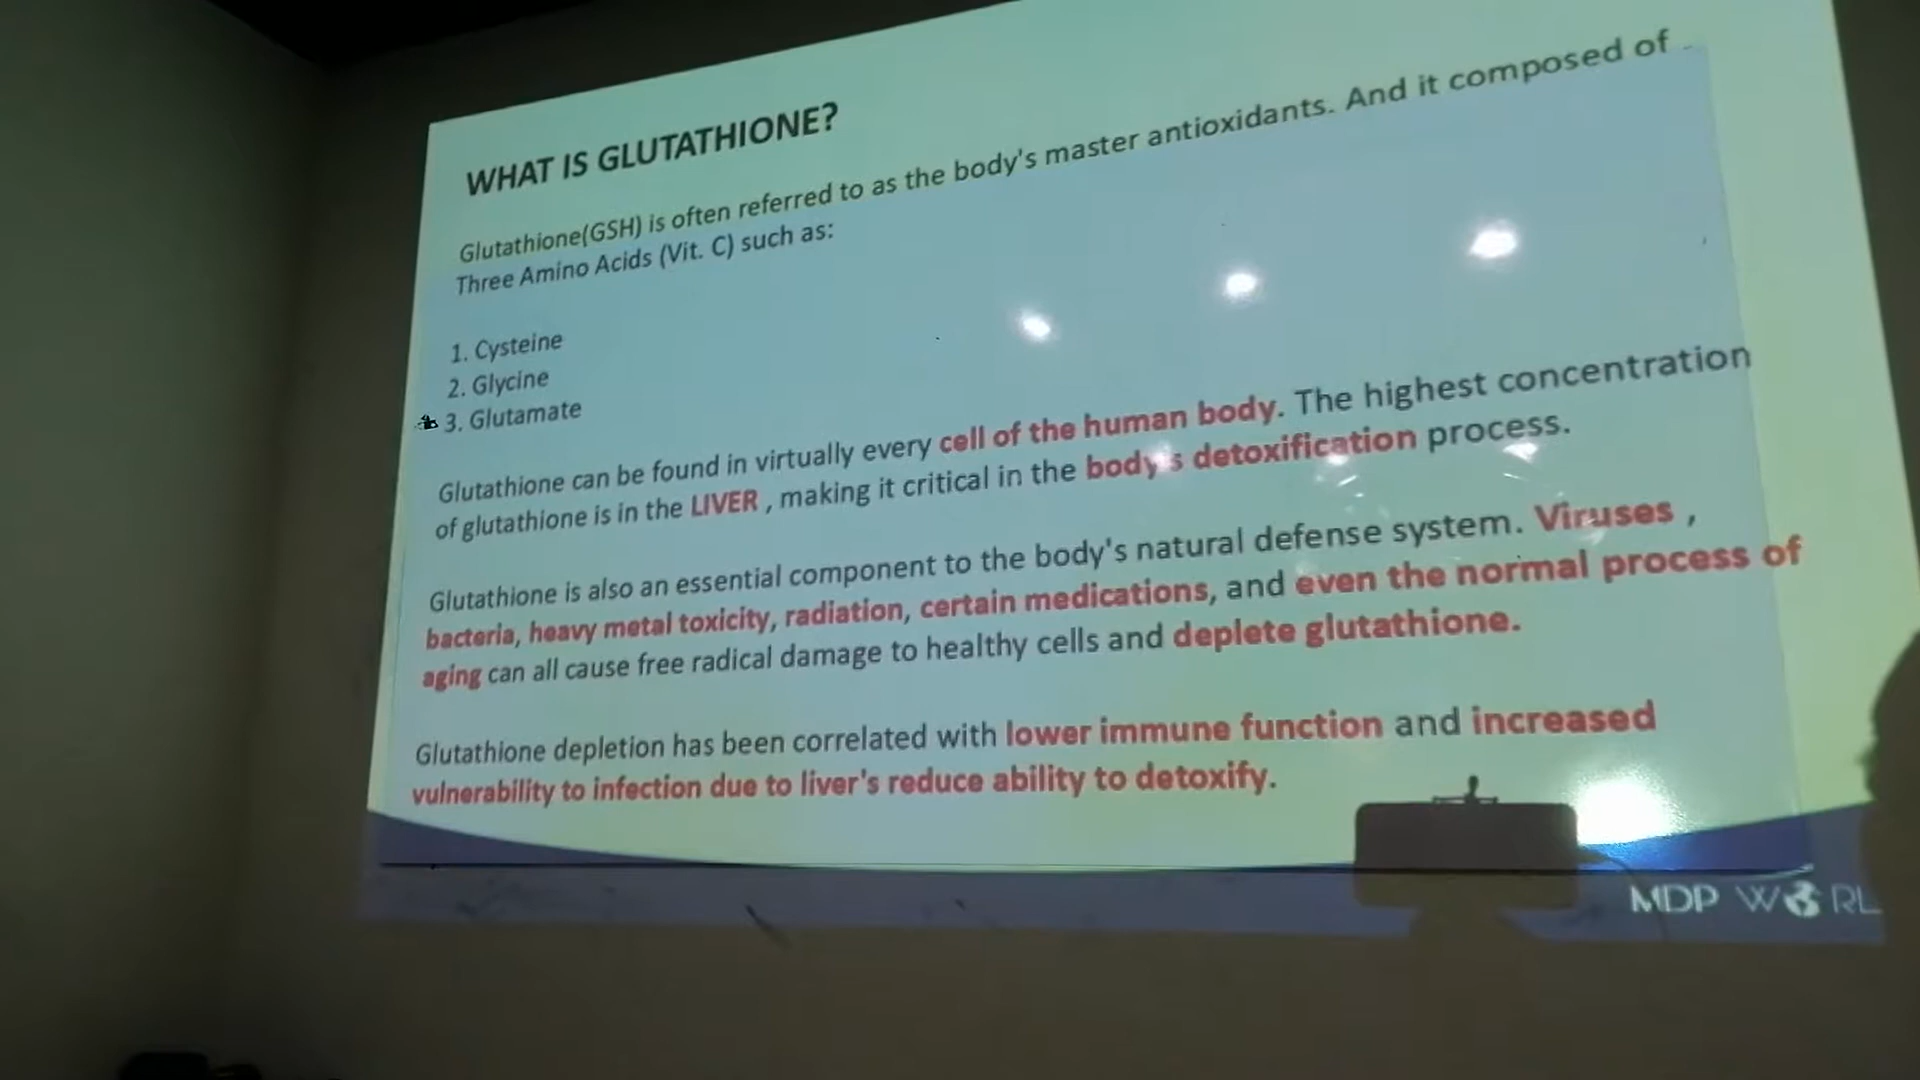 WHAT IS GLUTATHIONE?
Glutathione(GSH) is often referred to as the body's master antioxidants. And it composed of
Three Amino Acids (Vit. C) such as:
1. Cysteine
2. Glycine
3. Glutamate
Glutathione can be found in virtually every cell of the human body. The highest concentration
of glutathione is in the LIVER , making it critical in the body's detoxification process.
Glutathione is also an essential component to the body's natural defense system. Viruses ,
bacteria, heavy metal toxicity, radiation, certain medications, and even the normal process of
aging can all cause free radical damage to healthy cells and deplete glutathione.
Glutathione depletion has been correlated with lower immune function and increased
vulnerability to infection due to liver's reduce ability to detoxify.
MDP WORL